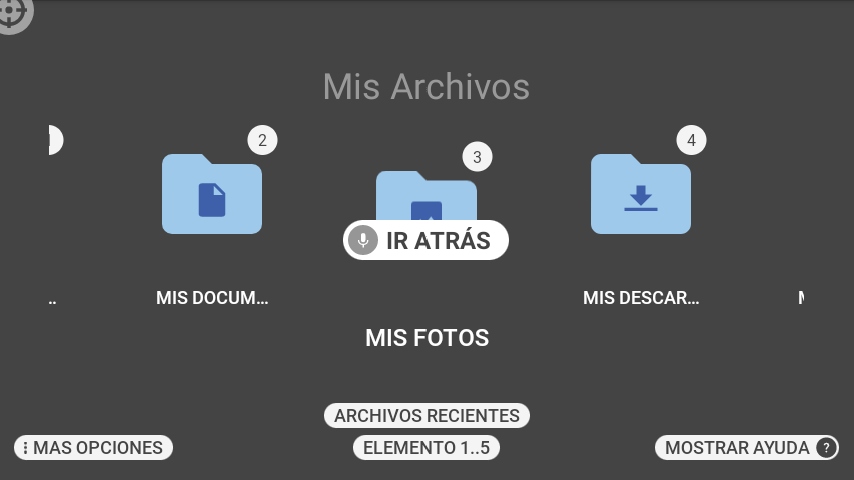 Mis Archivos
2
3
4
IR ATRÁS
MIS DOCUM...
MIS DESCAR...
MIS FOTOS
ARCHIVOS RECIENTES
MAS OPCIONES
ELEMENTO 1..5
MOSTRAR AYUDA ?